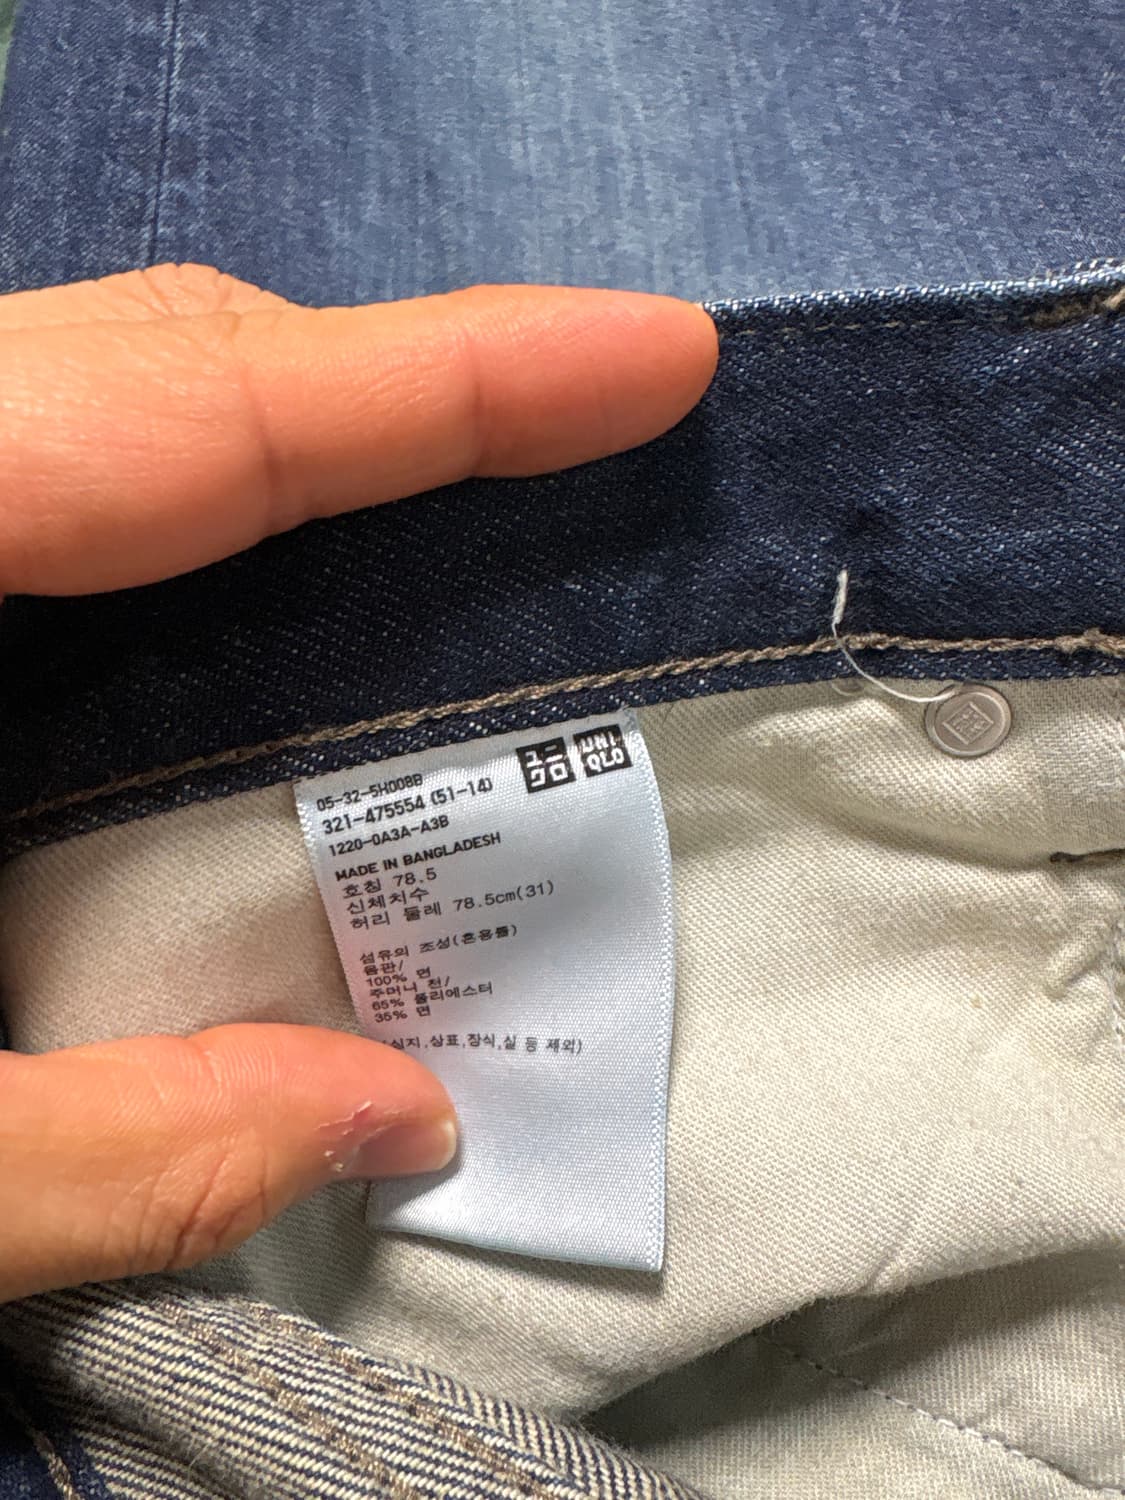 ユニ
クロ
UNI
QLO
05-32-5H008B
321-475554 (51-14)
1220-0A3A-A3B
MADE IN BANGLADESH
호칭 78.5
신체치수
허리 둘레 78.5cm(31)
섬유의 조성(혼용률)
몸판/
100% 면
주머니 천/
65% 폴리에스터
35% 면
심지,상표,장식,실 등 제외)